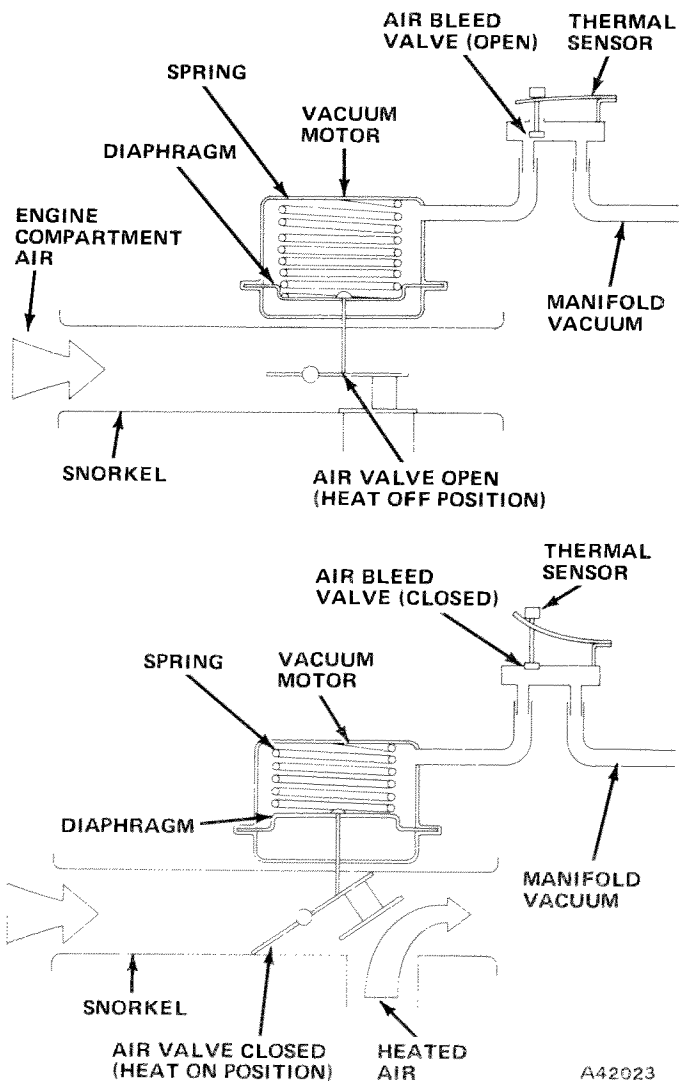 AIR BLEED
VALVE (OPEN)
THERMAL
SENSOR
SPRING
VACUUM
MOTOR
DIAPHRAGM
ENGINE
COMPARTMENT
AIR
MANIFOLD
VACUUM
SNORKEL
AIR VALVE OPEN
(HEAT OFF POSITION)
THERMAL
SENSOR
AIR BLEED
VALVE (CLOSED)
SPRING
VACUUM
MOTOR
DIAPHRAGM
MANIFOLD
VACUUM
SNORKEL
AIR VALVE CLOSED
(HEAT ON POSITION)
HEATED
AIR
A42023